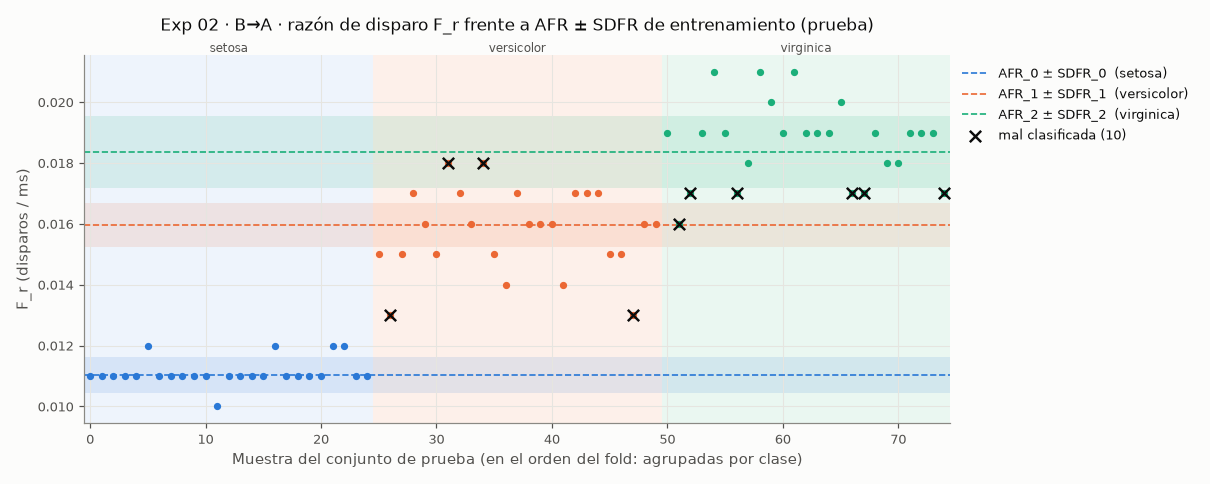 Exp 02 · B→A · razón de disparo F_r frente a AFR ± SDFR de entrenamiento (prueba)
setosa
versicolor
virginica
AFR_0 ± SDFR_0 (setosa)
AFR_1 ± SDFR_1 (versicolor)
AFR_2 ± SDFR_2 (virginica)
mal clasificada (10)
F_r (disparos / ms)
0.020
0.018
0.016
0.014
0.012
0.010
0 10 20 30 40 50 60 70
Muestra del conjunto de prueba (en el orden del fold: agrupadas por clase)